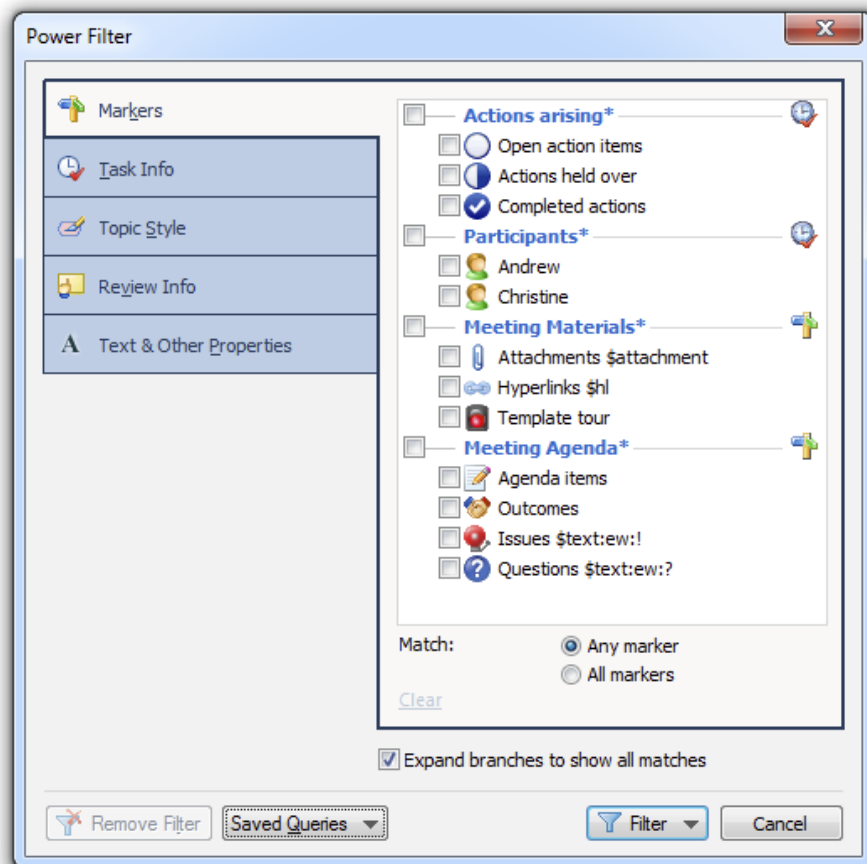 Power Filter
Markers
Task Info
Topic Style
Review Info
A Text & Other Properties
Actions arising*
Open action items
Actions held over
Completed actions
Participants*
Andrew
Christine
Meeting Materials*
Attachments $attachment
Hyperlinks $hl
Template tour
Meeting Agenda*
Agenda items
Outcomes
Issues $text:ew:!
? Questions $text:ew:?
Match:
Any marker
All markers
Clear
Expand branches to show all matches
Remove Filter
Saved Queries
Filter
Cancel